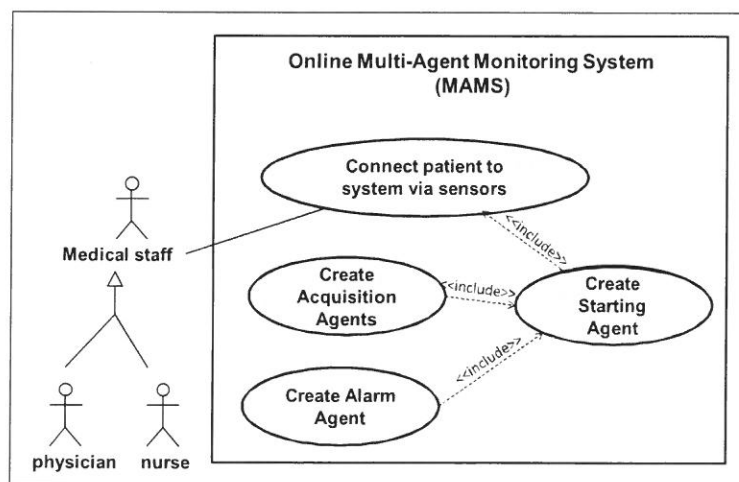 Online Multi-Agent Monitoring System
(MAMS)
Connect patient to
system via sensors
<<include>>
Medical staff
Create
Acquisition
Agents
<<include>>
Create
Starting
Agent
<<include>>
Create Alarm
Agent
physician
nurse